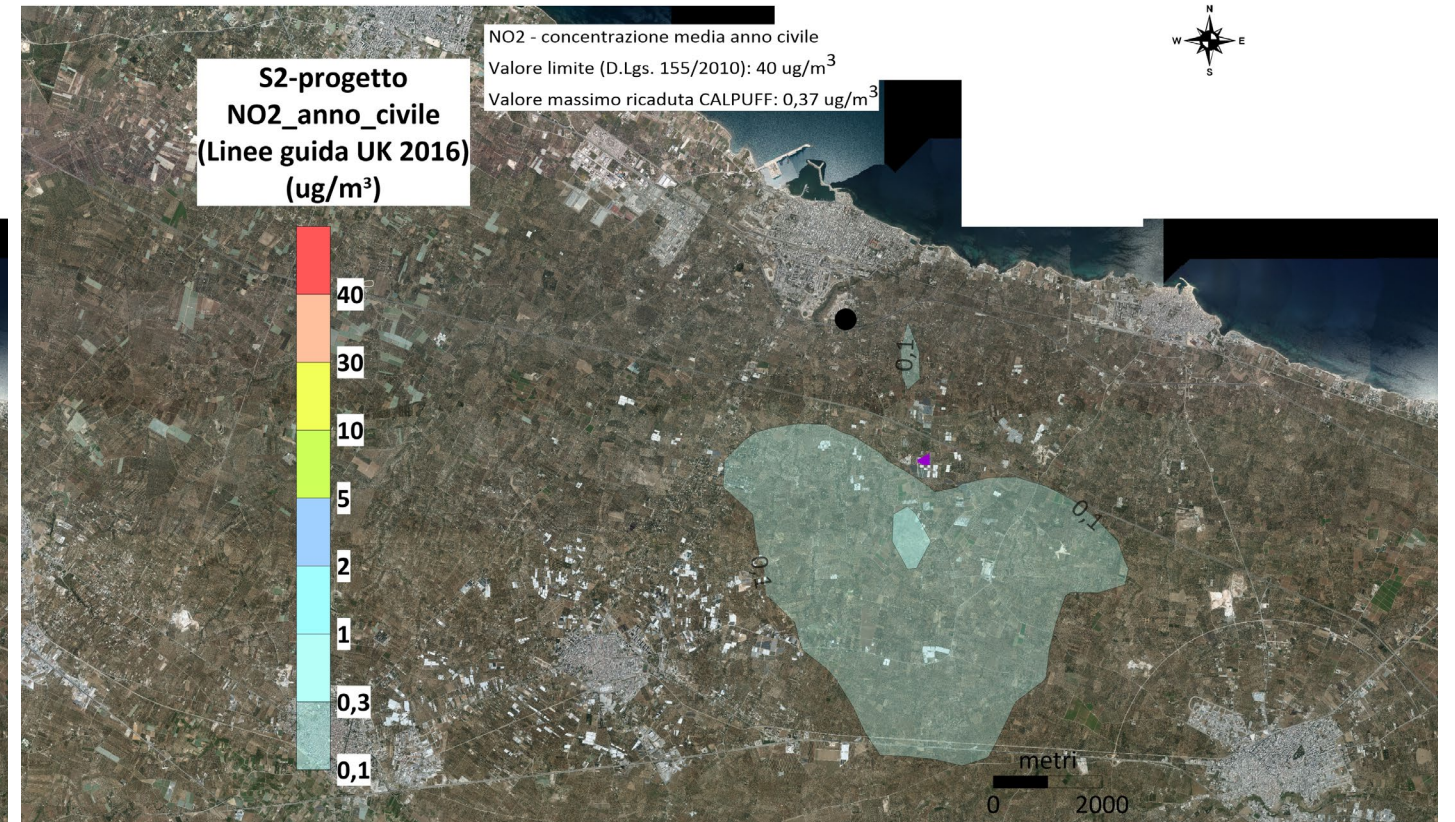 NO2 - concentrazione media anno civile
Valore limite (D.Lgs. 155/2010): 40 ug/m³
Valore massimo ricaduta CALPUFF: 0,37 ug/m³
N
W
E
S
S2-progetto
NO2_anno_civile
(Linee guida UK 2016)
(ug/m³)
40
30
10
5
2
1
0,3
0,1
0,1
0,1
0,1
metri
0 2000